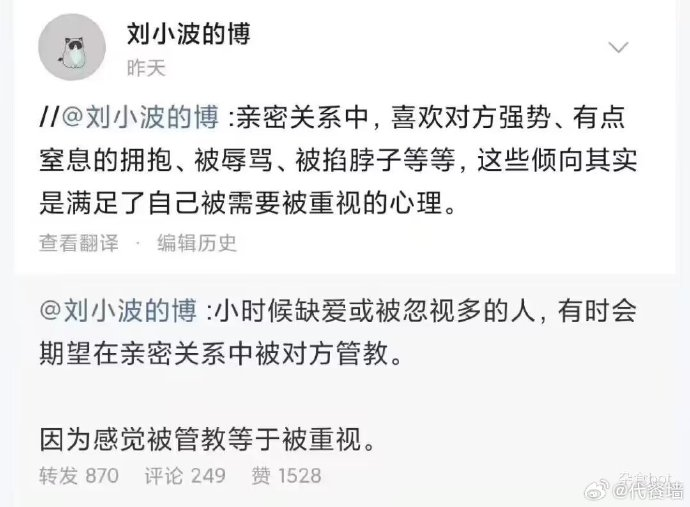 刘小波的博
昨天
//@刘小波的博 :亲密关系中，喜欢对方强势、有点
窒息的拥抱、被辱骂、被掐脖子等等，这些倾向其实
是满足了自己被需要被重视的心理。
查看翻译 · 编辑历史
@刘小波的博 :小时候缺爱或被忽视多的人，有时会
期望在亲密关系中被对方管教。
因为感觉被管教等于被重视。
转发 870 评论 249 赞 1528
@代餐墙